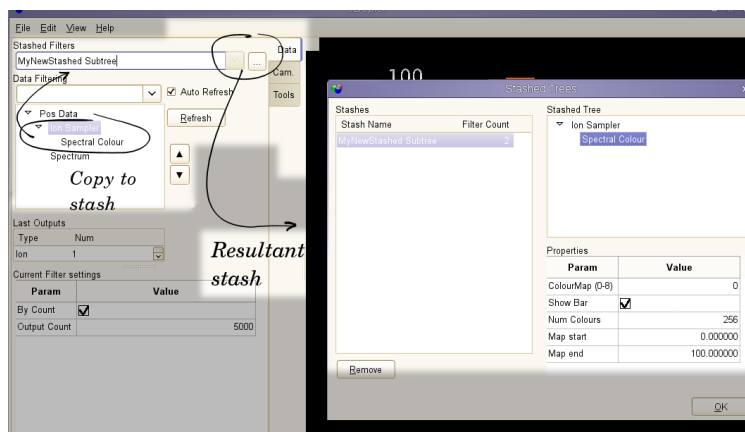 File Edit View Help
Stashed Filters
MyNewStashed Subtree
...
Data
Cam.
Tools
Data Filtering
Auto Refresh
Pos Data
Refresh
Ion Sampler
Spectral Colour
Spectrum
Copy to
stash
Last Outputs
Type Num
Ion 1
Resultant
stash
Current Filter settings
Param Value
By Count
Output Count 5000
100
Stashed Trees
Stashes
Stash Name Filter Count
MyNewStashed Subtree 2
Remove
Stashed Tree
Ion Sampler
Spectral Colour
Properties
Param Value
ColourMap (0-8) 0
Show Bar
Num Colours 256
Map start 0.000000
Map end 100.000000
OK